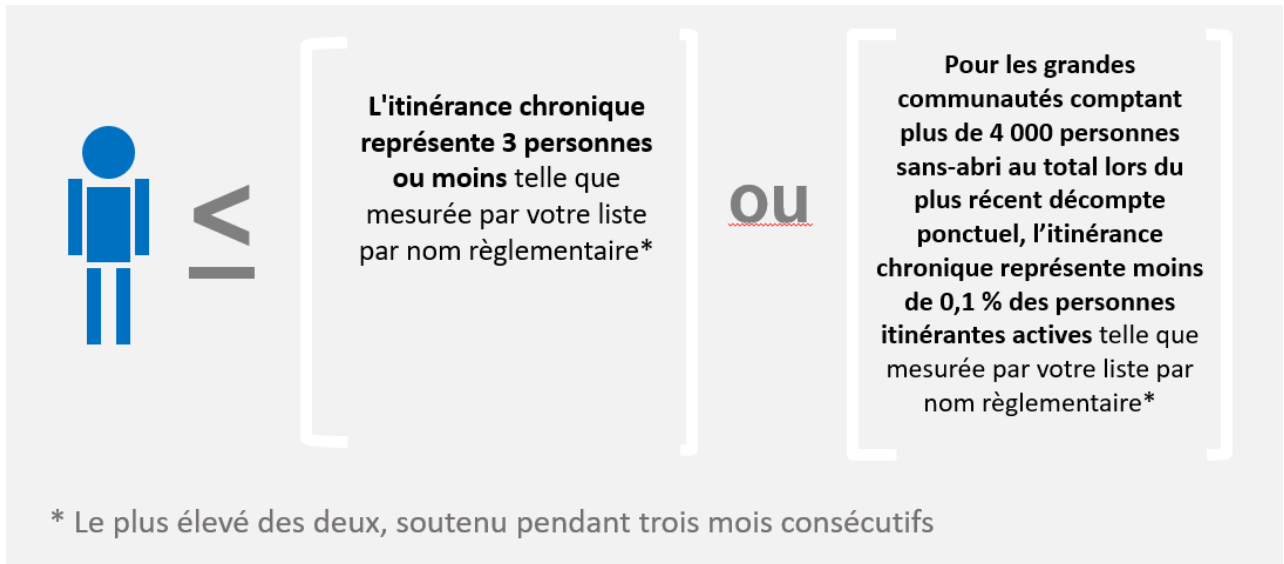 ≤
L'itinérance chronique
représente 3 personnes
ou moins telle que
mesurée par votre liste
par nom règlementaire*
ou
Pour les grandes
communautés comptant
plus de 4 000 personnes
sans-abri au total lors du
plus récent décompte
ponctuel, l’itinérance
chronique représente moins
de 0,1 % des personnes
itinérantes actives telle que
mesurée par votre liste par
nom règlementaire*
* Le plus élevé des deux, soutenu pendant trois mois consécutifs